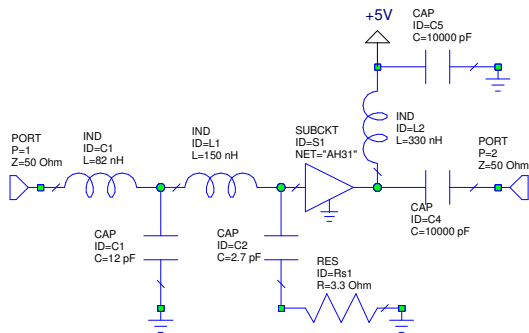 +5V
CAP
ID=C5
C=10000 pF
IND
ID=C1
L=82 nH
IND
ID=L1
L=150 nH
SUBCKT
ID=S1
NET="AH31"
IND
ID=L2
L=330 nH
PORT
P=1
Z=50 Ohm
PORT
P=2
Z=50 Ohm
CAP
ID=C1
C=12 pF
CAP
ID=C2
C=2.7 pF
CAP
ID=C4
C=10000 pF
RES
ID=Rs1
R=3.3 Ohm